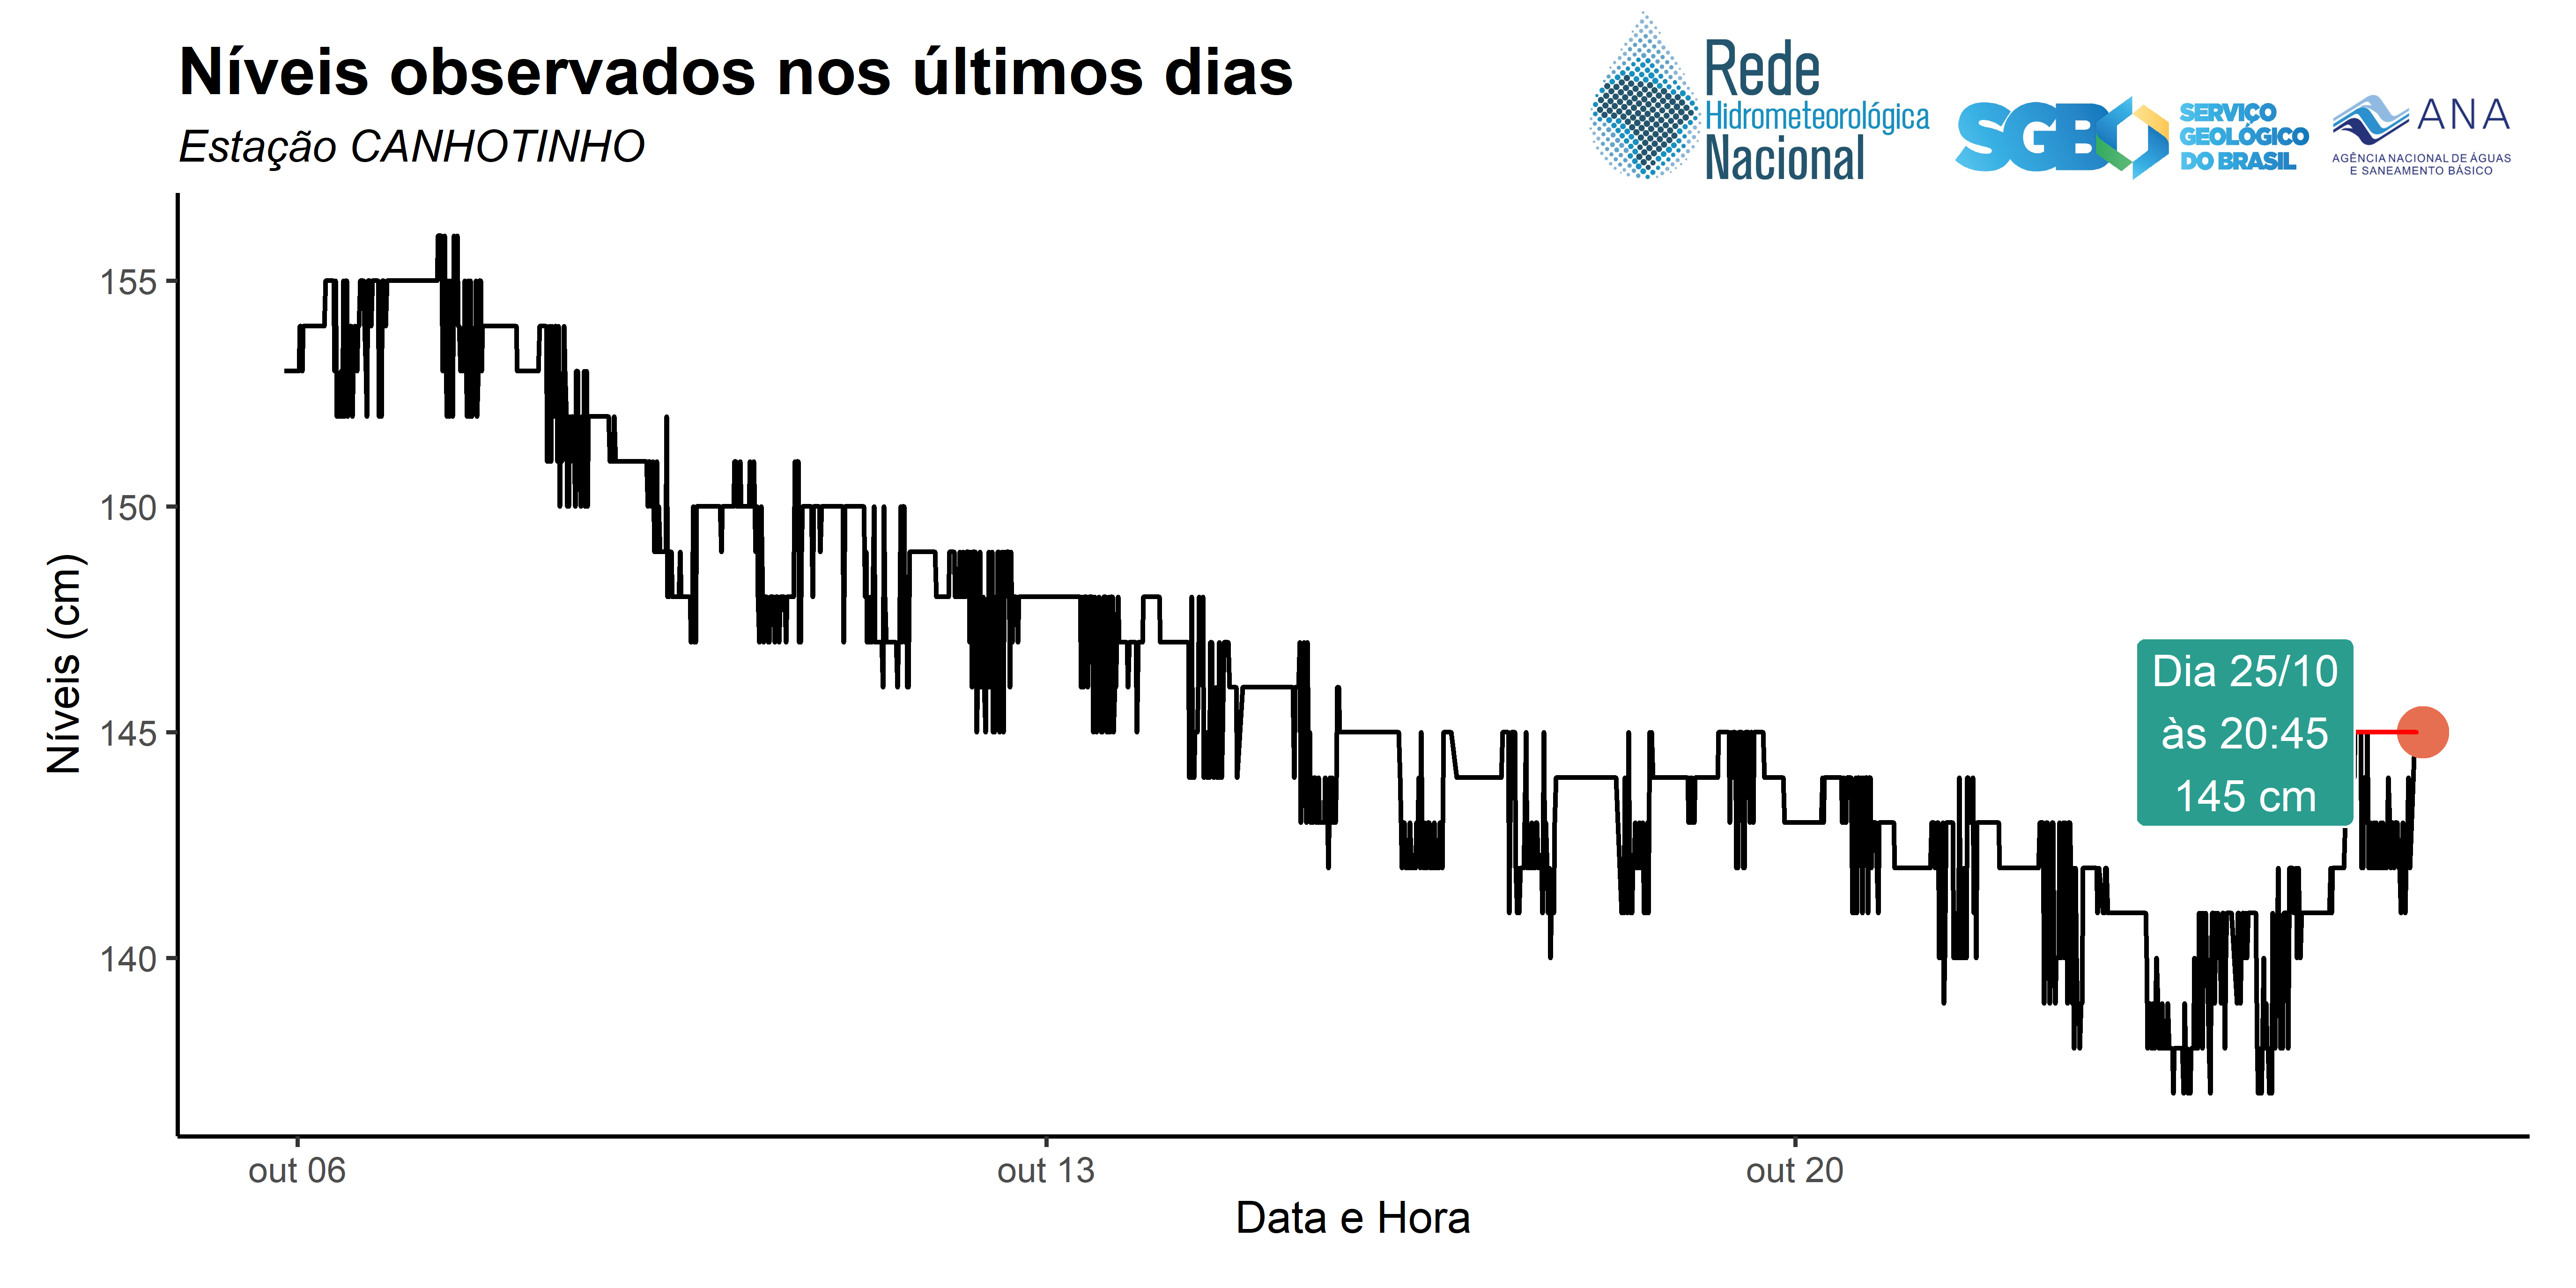 Níveis observados nos últimos dias
Estação CANHOTINHO
Rede
Hidrometeorológica
Nacional
SGB
SERVIÇO
GEOLÓGICO
DO BRASIL
ANA
AGÊNCIA NACIONAL DE ÁGUAS
E SANEAMENTO BÁSICO
Níveis (cm)
155
150
145
140
Dia 25/10
às 20:45
145 cm
out 06
out 13
out 20
Data e Hora